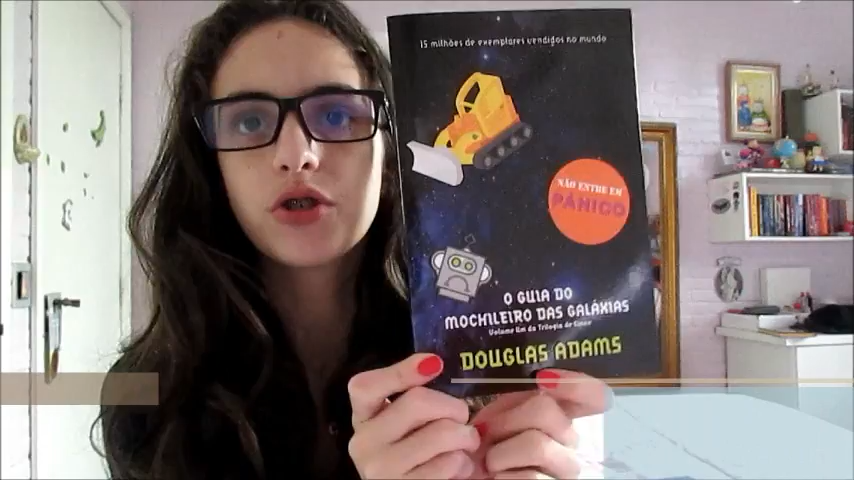 15 milhões de exemplares vendidos no mundo
NÃO ENTRE EM
PÂNICO
O GUIA DO
MOCHILEIRO DAS GALÁXIAS
Volume Um da Trilogia de Cinco
DOUGLAS ADAMS